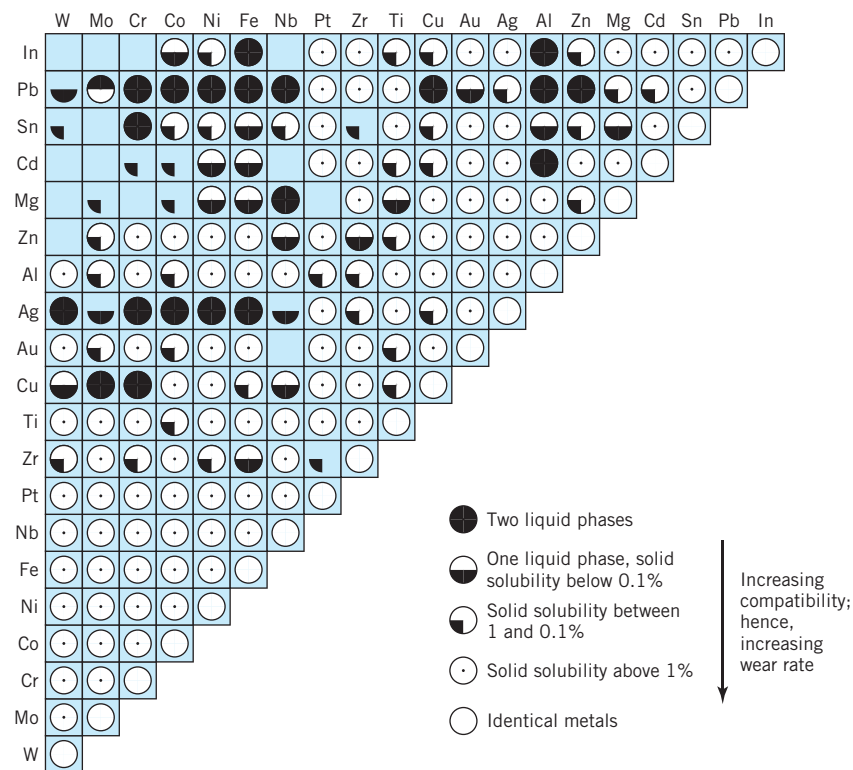 W Mo Cr Co Ni Fe Nb Pt Zr Ti Cu Au Ag Al Zn Mg Cd Sn Pb In
In
Pb
Sn
Cd
Mg
Zn
Al
Ag
Au
Cu
Ti
Zr
Pt
Nb
Fe
Ni
Co
Cr
Mo
W
Two liquid phases
One liquid phase, solid
solubility below 0.1%
Solid solubility between
1 and 0.1%
Solid solubility above 1%
Identical metals
Increasing
compatibility;
hence,
increasing
wear rate